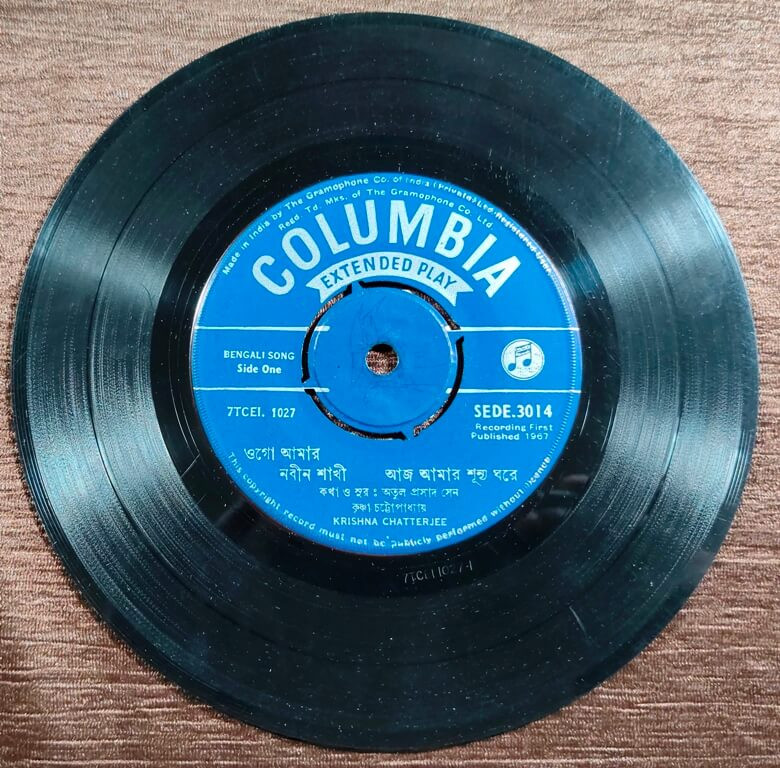 Made in India by The Gramophone Co. of India (Private) Ltd.
Regd. Td. Mks. of The Gramophone Co. Ltd.
COLUMBIA
EXTENDED PLAY
BENGALI SONG
Side One
7TCEI. 1027
SEDE.3014
Recording First
Published 1967
ওগো আমার
নবীন শাখী আজ আমার শূন্য ঘরে
কথা ও সুর : অতুল প্রসাদ সেন
কৃষ্ণা চট্টোপাধ্যায়
KRISHNA CHATTERJEE
This copyright record must not be publicly performed without licence